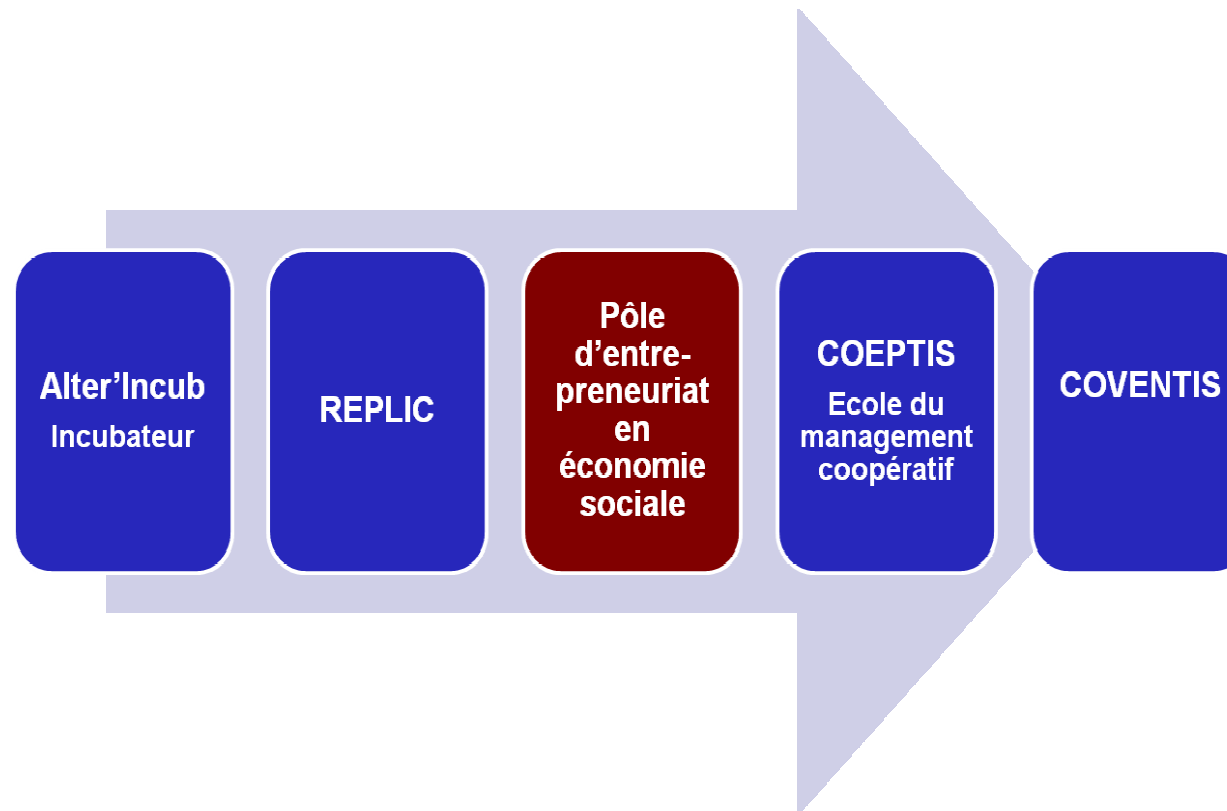 Alter’Incub
Incubateur
REPLIC
Pôle
d’entre-
preneuriat
en
économie
sociale
COEPTIS
Ecole du
management
coopératif
COVENTIS